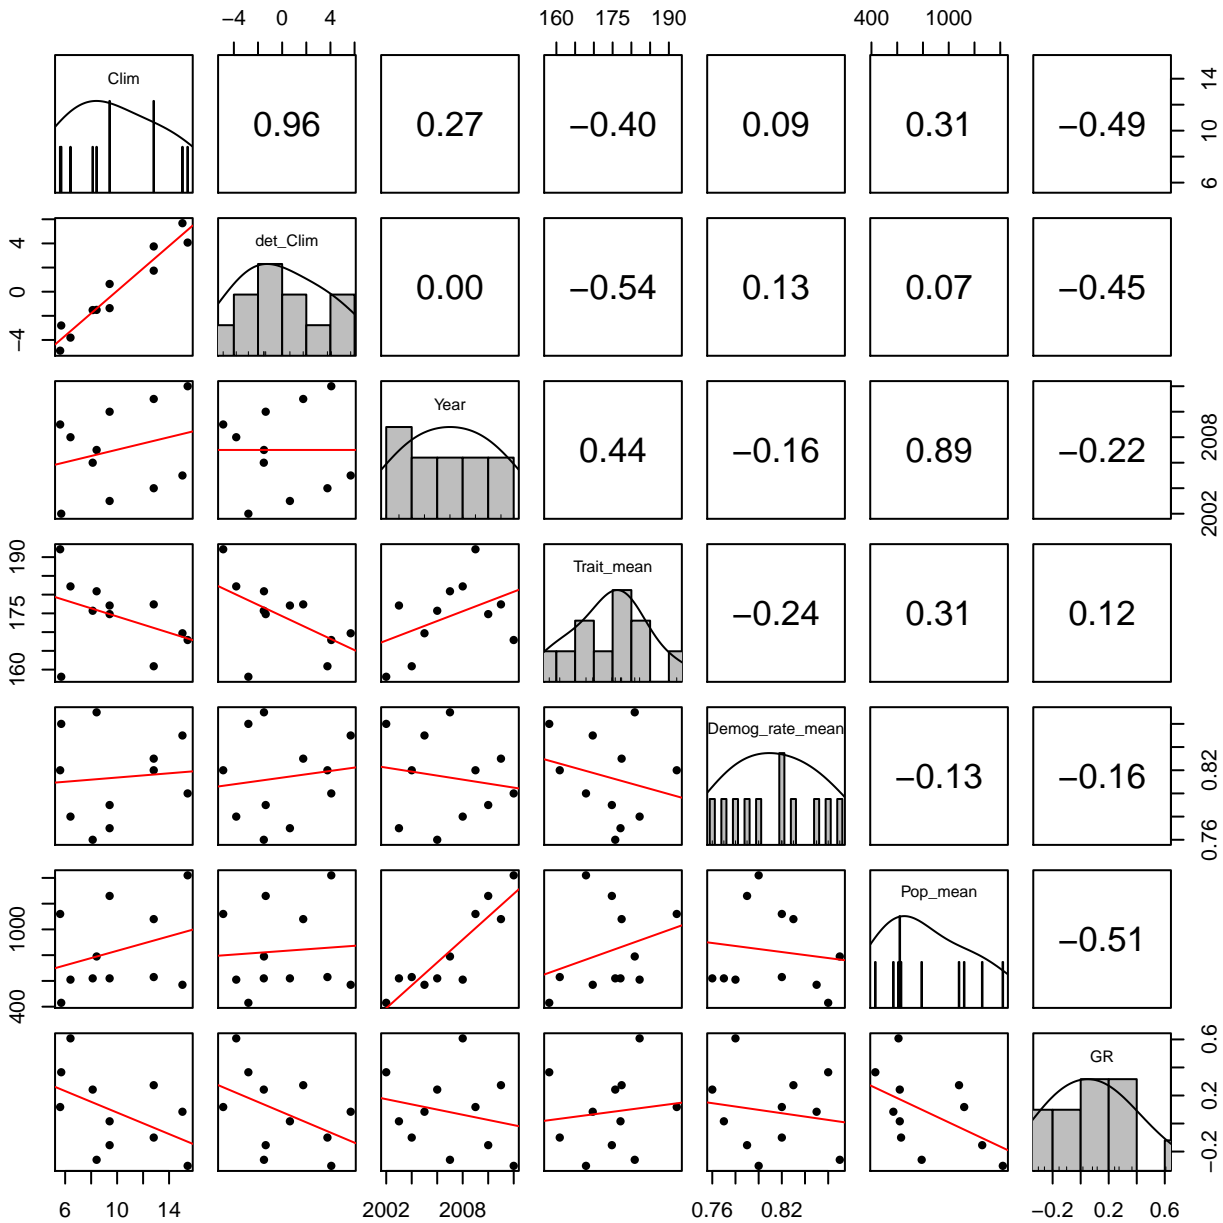 −4 0 4 160 175 190 400 1000
Clim 0.96 0.27 −0.40 0.09 0.31 −0.49 6 10 14
−4 0 4 det_Clim 0.00 −0.54 0.13 0.07 −0.45
Year 0.44 −0.16 0.89 −0.22 2002 2008
160 175 190 Trait_mean −0.24 0.31 0.12
Demog_rate_mean −0.13 −0.16 0.76 0.82
400 1000 Pop_mean −0.51
GR −0.2 0.2 0.6
6 10 14 2002 2008 0.76 0.82 −0.2 0.2 0.6